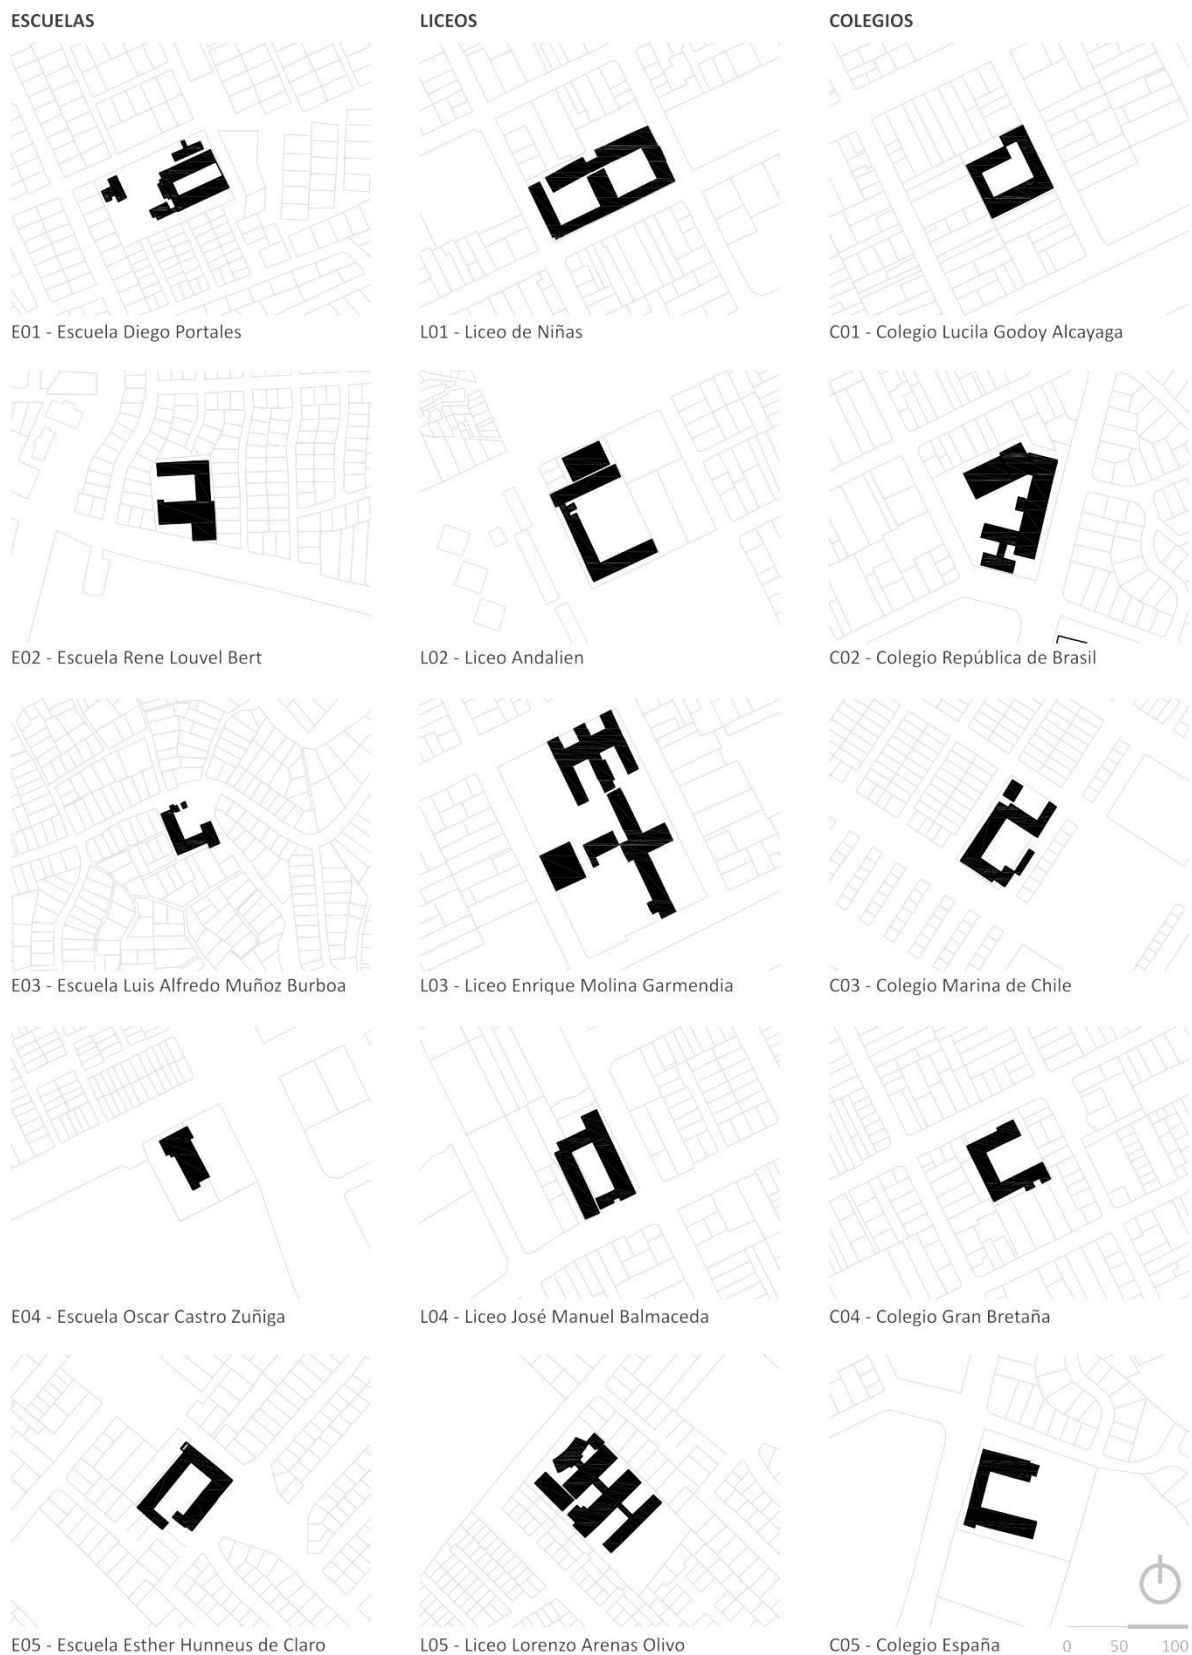 ESCUELAS
LICEOS
COLEGIOS
E01 - Escuela Diego Portales
L01 - Liceo de Niñas
C01 - Colegio Lucila Godoy Alcayaga
E02 - Escuela Rene Louvel Bert
L02 - Liceo Andalien
C02 - Colegio República de Brasil
E03 - Escuela Luis Alfredo Muñoz Burboa
L03 - Liceo Enrique Molina Garmendia
C03 - Colegio Marina de Chile
E04 - Escuela Oscar Castro Zuñiga
L04 - Liceo José Manuel Balmaceda
C04 - Colegio Gran Bretaña
E05 - Escuela Esther Hunneus de Claro
L05 - Liceo Lorenzo Arenas Olivo
C05 - Colegio España
0 50 100